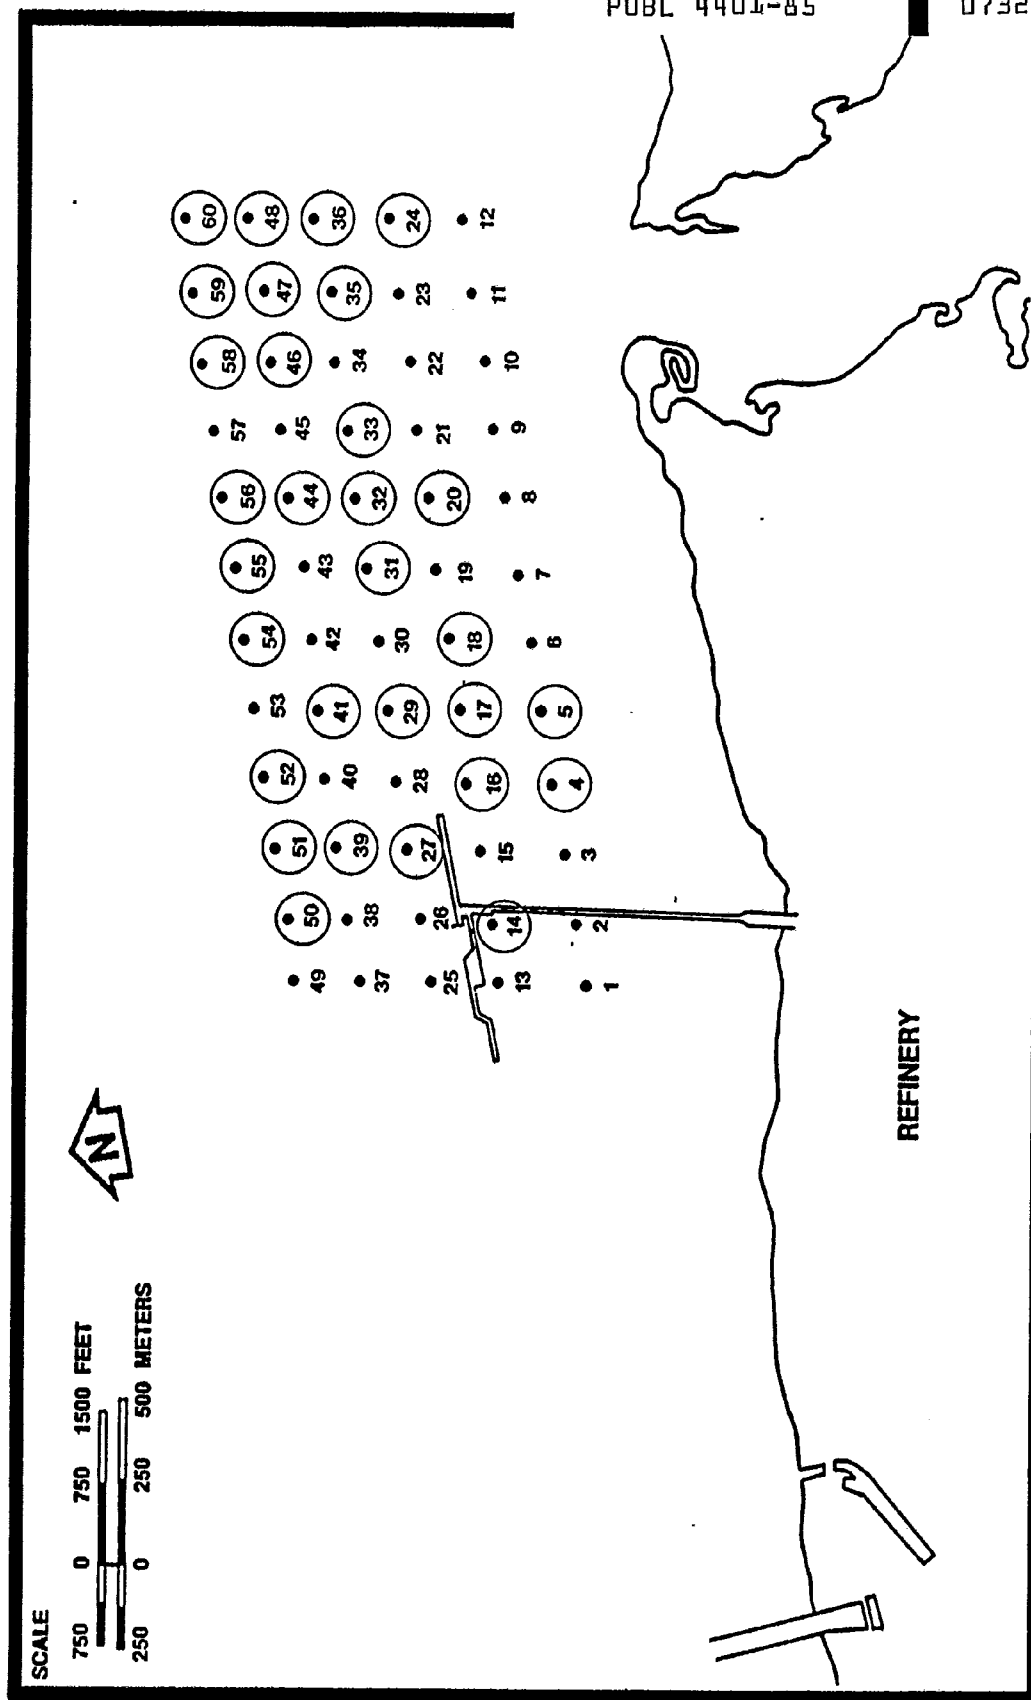 PUBL 4401-85
0732
SCALE
750 0 750 1500 FEET
250 0 250 500 METERS
N
49 50 51 52 53 54 55 56 57 58 59 60
37 38 39 40 41 42 43 44 45 46 47 48
25 26 27 28 29 30 31 32 33 34 35 36
13 14 15 16 17 18 19 20 21 22 23 24
1 2 3 4 5 6 7 8 9 10 11 12
REFINERY